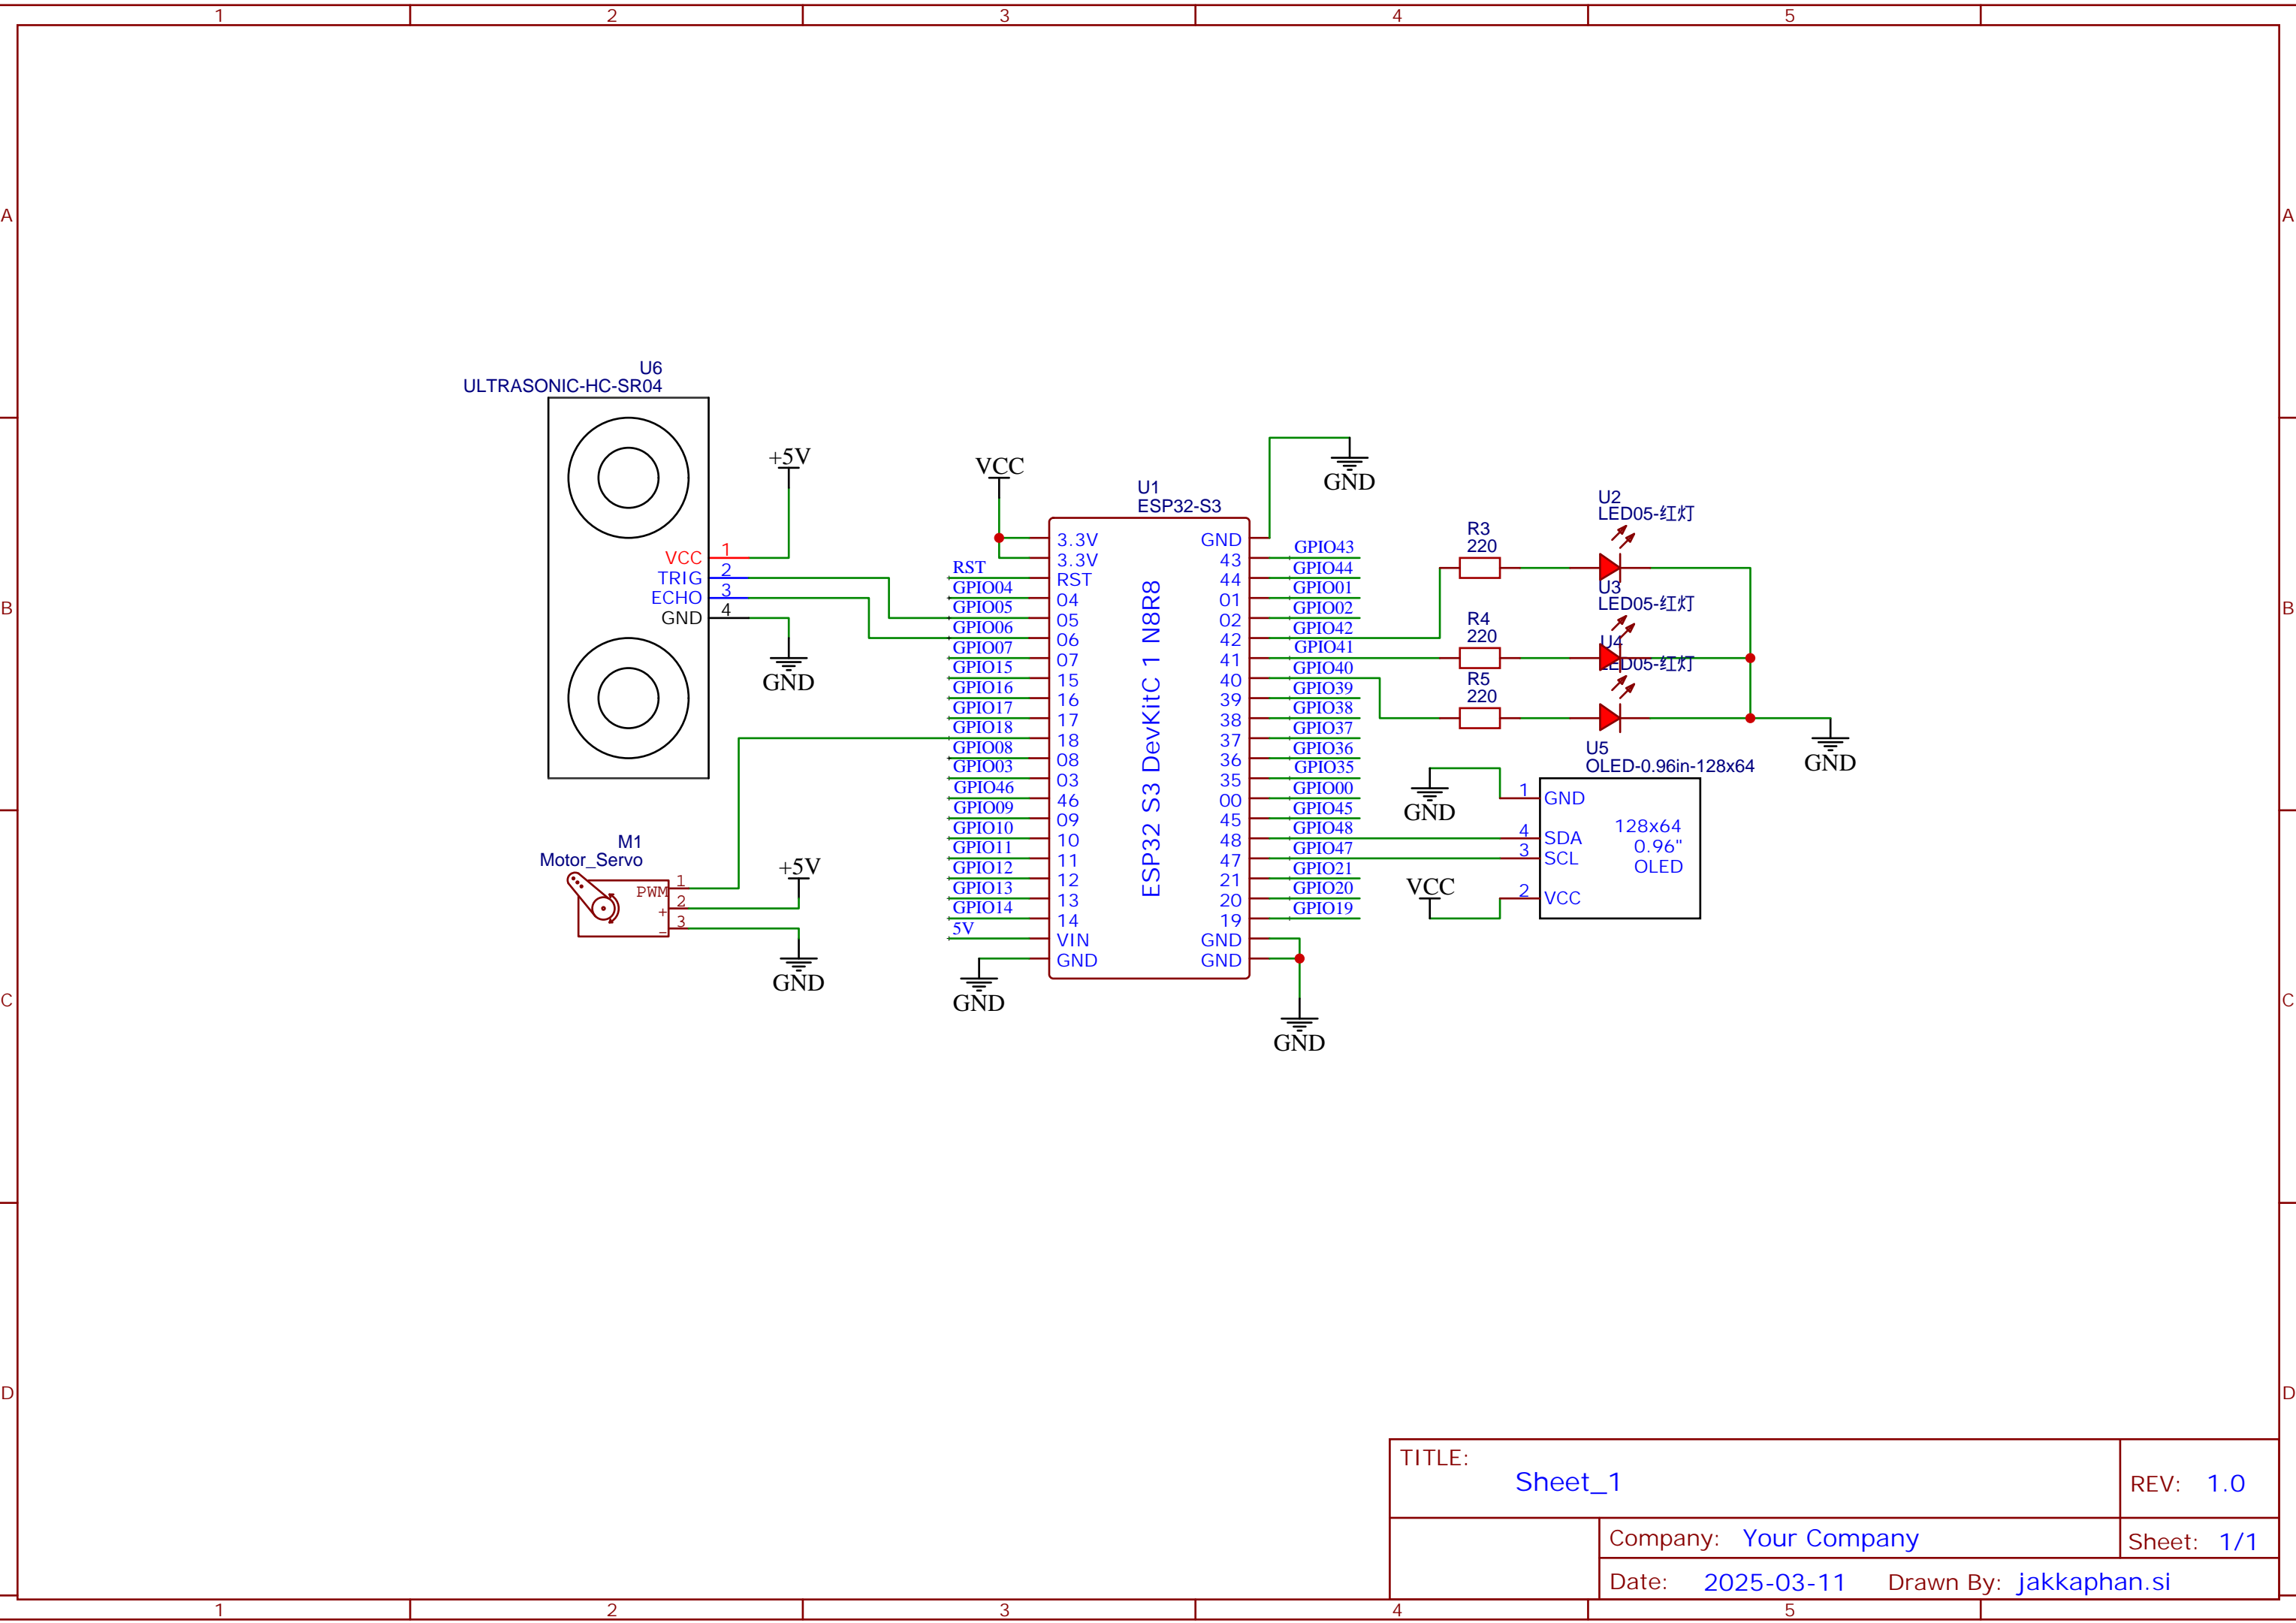 1 2 3 4 5
A A
B B
C C
D D
U6
ULTRASONIC-HC-SR04
VCC 1
TRIG 2
ECHO 3
GND 4
+5V
GND
M1
Motor_Servo
PWM 1
+ 2
- 3
+5V
GND
VCC
U1
ESP32-S3
ESP32 S3 DevKitC 1 N8R8
3.3V
3.3V
RST RST
GPIO04 04
GPIO05 05
GPIO06 06
GPIO07 07
GPIO15 15
GPIO16 16
GPIO17 17
GPIO18 18
GPIO08 08
GPIO03 03
GPIO46 46
GPIO09 09
GPIO10 10
GPIO11 11
GPIO12 12
GPIO13 13
GPIO14 14
5V VIN
GND
GND
GND
GND
43 GPIO43
44 GPIO44
01 GPIO01
02 GPIO02
42 GPIO42
41 GPIO41
40 GPIO40
39 GPIO39
38 GPIO38
37 GPIO37
36 GPIO36
35 GPIO35
00 GPIO00
45 GPIO45
48 GPIO48
47 GPIO47
21 GPIO21
20 GPIO20
19 GPIO19
GND
GND
GND
R3
220
R4
220
R5
220
U2
LED05-红灯
U3
LED05-红灯
U4
LED05-红灯
GND
U5
OLED-0.96in-128x64
1 GND
4 SDA
3 SCL
2 VCC
128x64
0.96"
OLED
GND
VCC
TITLE:
Sheet_1
REV: 1.0
Company: Your Company
Sheet: 1/1
Date: 2025-03-11 Drawn By: jakkaphan.si
1 2 3 4 5